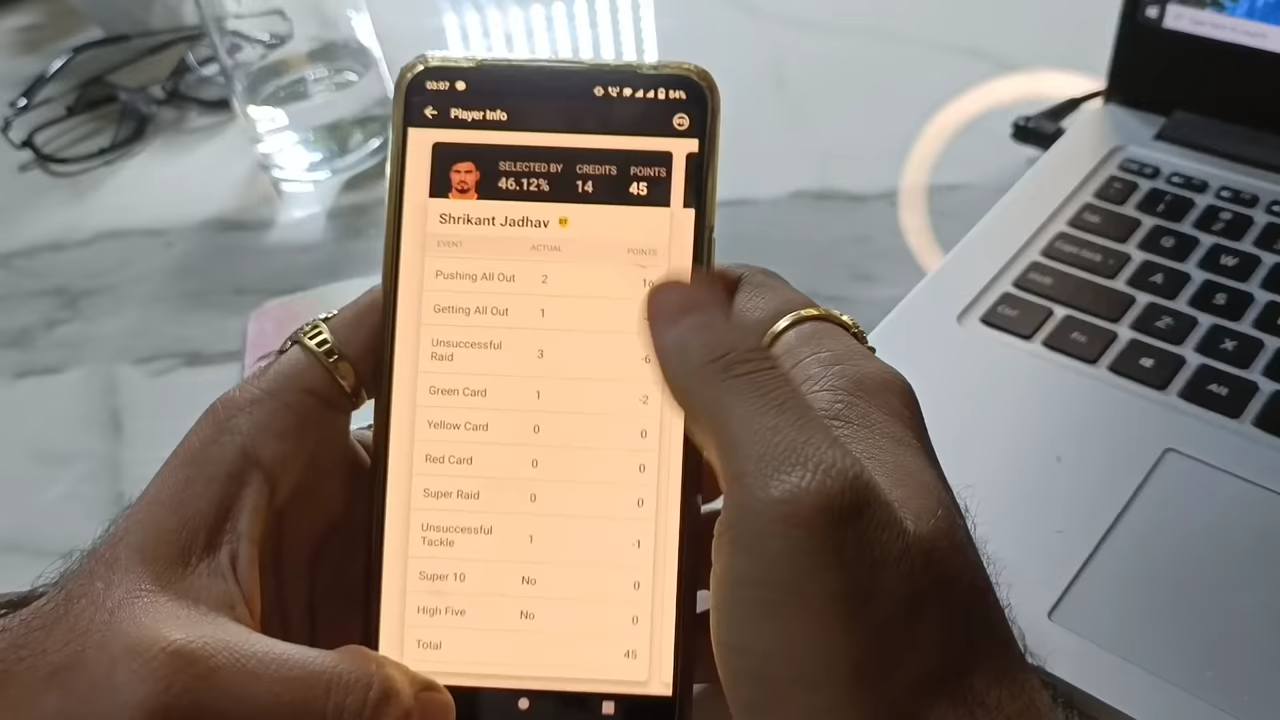 03:07 84%
Player Info
SELECTED BY CREDITS POINTS
46.12% 14 45
Shrikant Jadhav
EVENT ACTUAL POINTS
Pushing All Out 2
Getting All Out 1
Unsuccessful
Raid 3 -6
Green Card 1 -2
Yellow Card 0 0
Red Card 0 0
Super Raid 0 0
Unsuccessful
Tackle 1 -1
Super 10 No 0
High Five No 0
Total 45
Q
W
A
S
Z
X
Ctrl
Fn
Alt